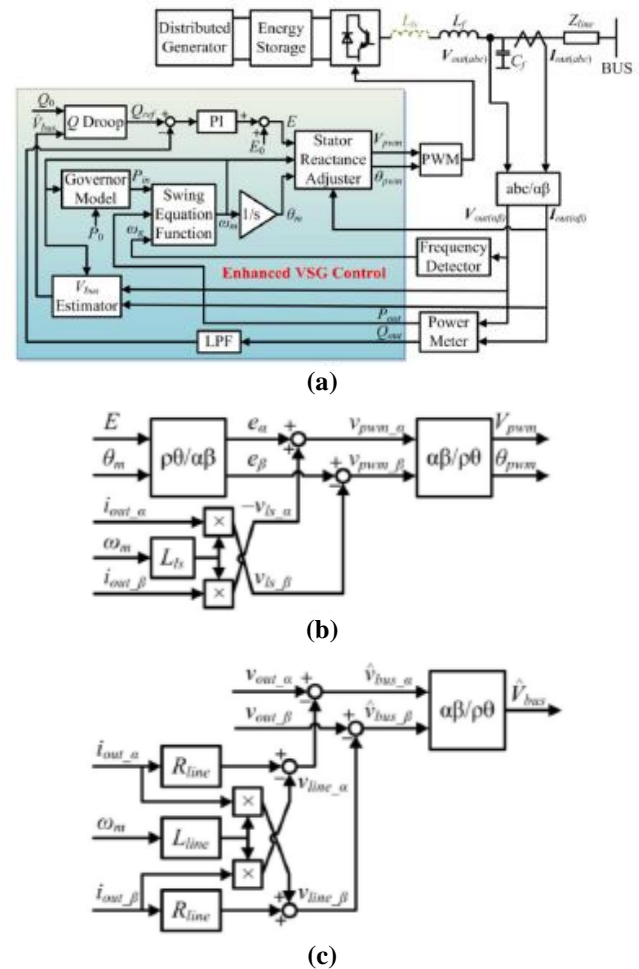 Distributed Generator
Energy Storage
L_ls
L_f
Z_line
V_out(abc)
C_f
I_out(abc)
BUS
Q_0
V̂_bus
Q Droop
Q_ref
+
-
PI
+
+
E_0
E
Stator Reactance Adjuster
V_pwm
θ_pwm
PWM
abc/αβ
Governor Model
P_in
P_0
Swing Equation Function
ω_g
ω_m
1/s
θ_m
V_out(αβ)
I_out(αβ)
Enhanced VSG Control
Frequency Detector
V_bus Estimator
P_out
Q_out
Power Meter
LPF
(a)
E
θ_m
ρθ/αβ
e_α
e_β
+
+
+
−
v_pwm_α
v_pwm_β
αβ/ρθ
V_pwm
θ_pwm
i_out_α
ω_m
i_out_β
L_ls
×
×
−v_ls_α
v_ls_β
(b)
v_out_α
v_out_β
+
−
+
−
v̂_bus_α
v̂_bus_β
αβ/ρθ
V̂_bus
i_out_α
R_line
+
−
v_line_α
×
ω_m
L_line
×
i_out_β
R_line
+
+
v_line_β
(c)